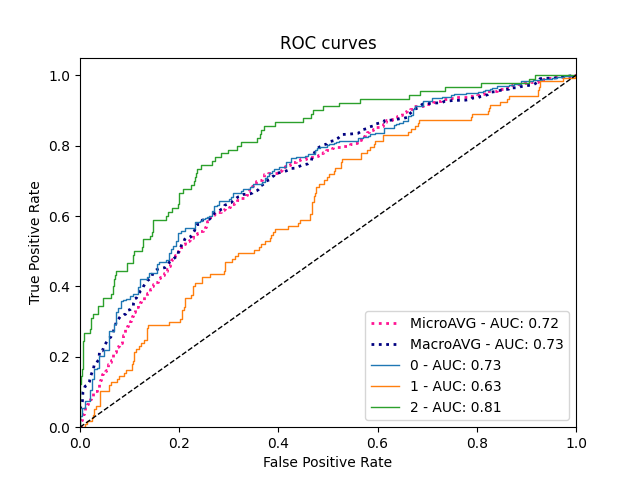 ROC curves
True Positive Rate
1.0
0.8
0.6
0.4
0.2
0.0
MicroAVG - AUC: 0.72
MacroAVG - AUC: 0.73
0 - AUC: 0.73
1 - AUC: 0.63
2 - AUC: 0.81
0.0 0.2 0.4 0.6 0.8 1.0
False Positive Rate